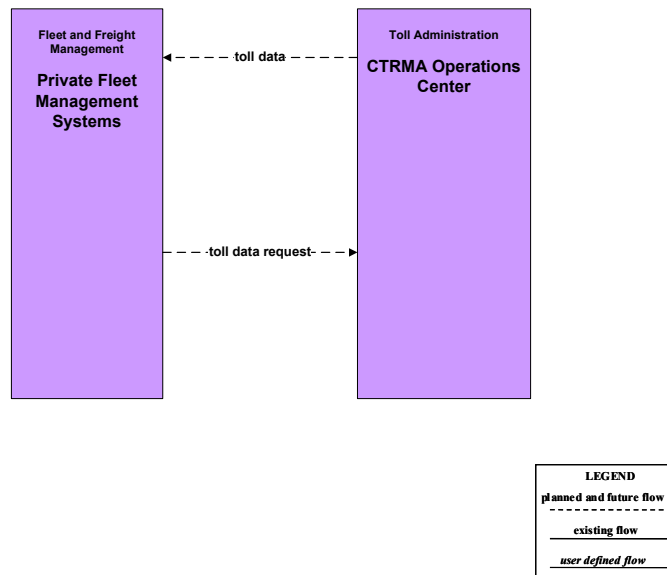 Fleet and Freight
Management
Private Fleet
Management
Systems
toll data
Toll Administration
CTRMA Operations
Center
toll data request
LEGEND
planned and future flow
existing flow
user defined flow